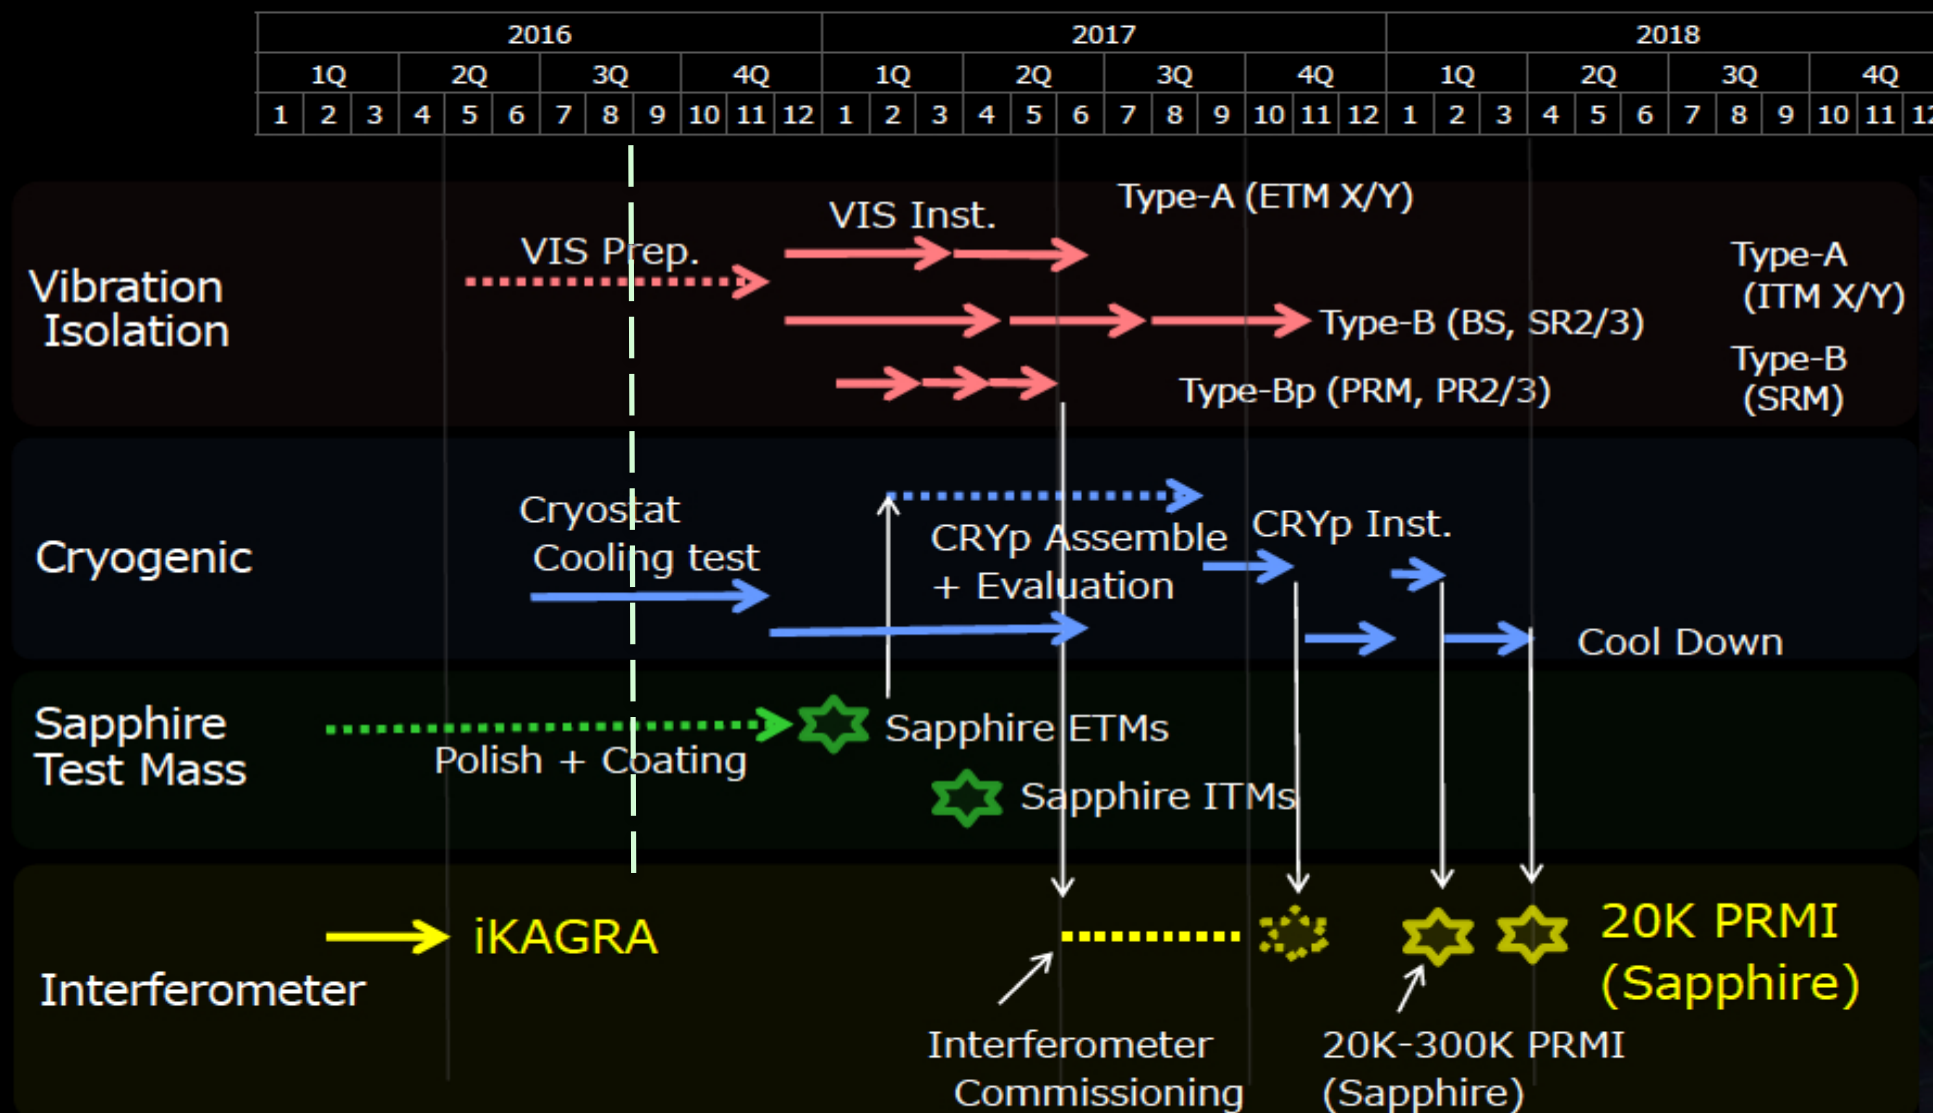 2016 2017 2018
1Q 2Q 3Q 4Q 1Q 2Q 3Q 4Q 1Q 2Q 3Q 4Q
1 2 3 4 5 6 7 8 9 10 11 12 1 2 3 4 5 6 7 8 9 10 11 12 1 2 3 4 5 6 7 8 9 10 11 12
Type-A (ETM X/Y)
VIS Inst.
VIS Prep.
Vibration
Isolation
Type-A
(ITM X/Y)
Type-B (BS, SR2/3)
Type-B
(SRM)
Type-Bp (PRM, PR2/3)
Cryogenic
Cryostat
Cooling test
CRYp Assemble
+ Evaluation
CRYp Inst.
Cool Down
Sapphire
Test Mass
Polish + Coating
Sapphire ETMs
Sapphire ITMs
Interferometer
iKAGRA
20K PRMI
(Sapphire)
Interferometer
Commissioning
20K-300K PRMI
(Sapphire)